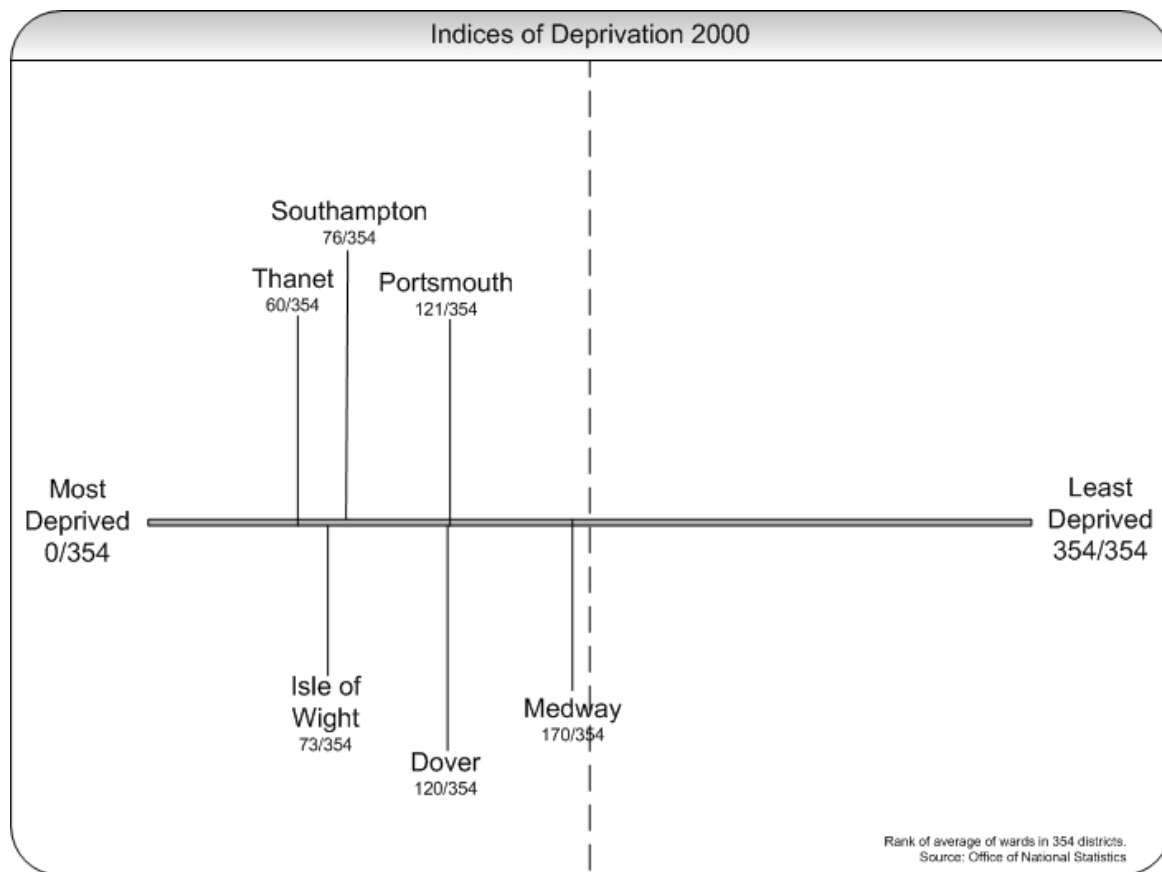 Indices of Deprivation 2000
Southampton
76/354
Thanet
60/354
Portsmouth
121/354
Most
Deprived
0/354
Least
Deprived
354/354
Isle of
Wight
73/354
Medway
170/354
Dover
120/354
Rank of average of wards in 354 districts.
Source: Office of National Statistics